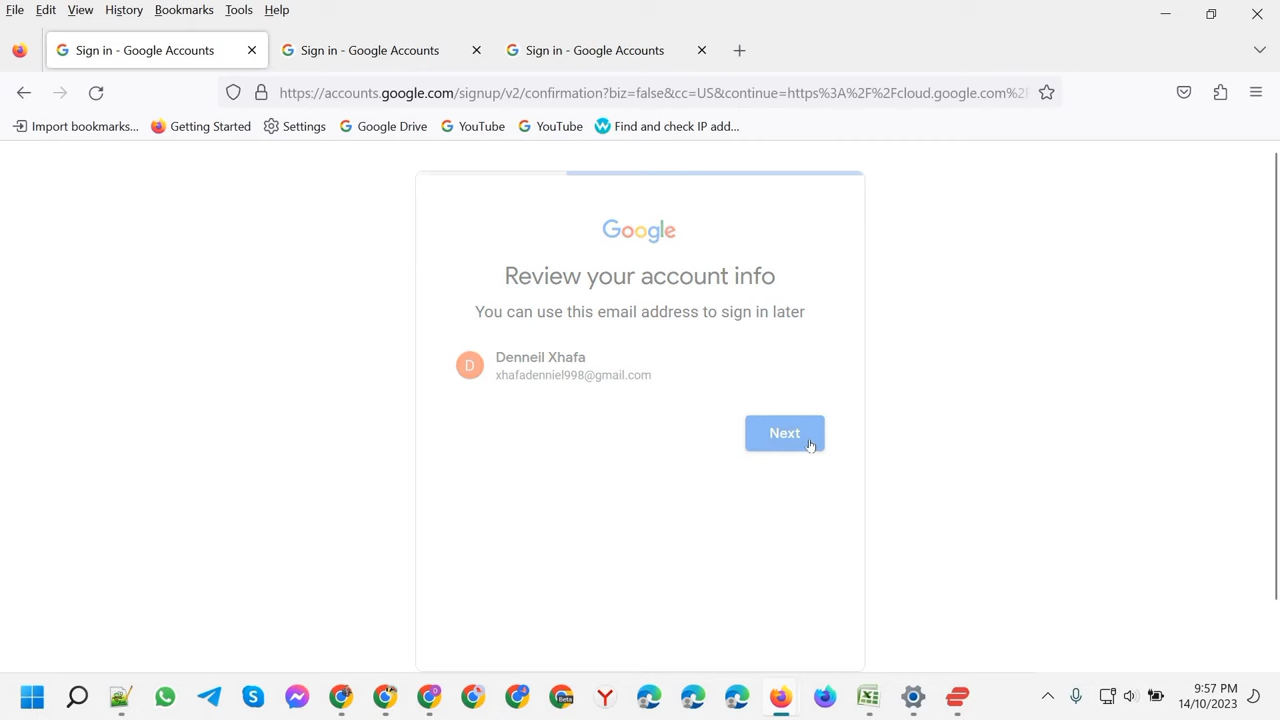 File Edit View History Bookmarks Tools Help
Sign in - Google Accounts Sign in - Google Accounts Sign in - Google Accounts
https://accounts.google.com/signup/v2/confirmation?biz=false&cc=US&continue=https%3A%2F%2Fcloud.google.com%2F
Import bookmarks... Getting Started Settings Google Drive YouTube YouTube Find and check IP add...
Google
Review your account info
You can use this email address to sign in later
D
Denneil Xhafa
xhafadenniel998@gmail.com
Next
Beta
9:57 PM
14/10/2023